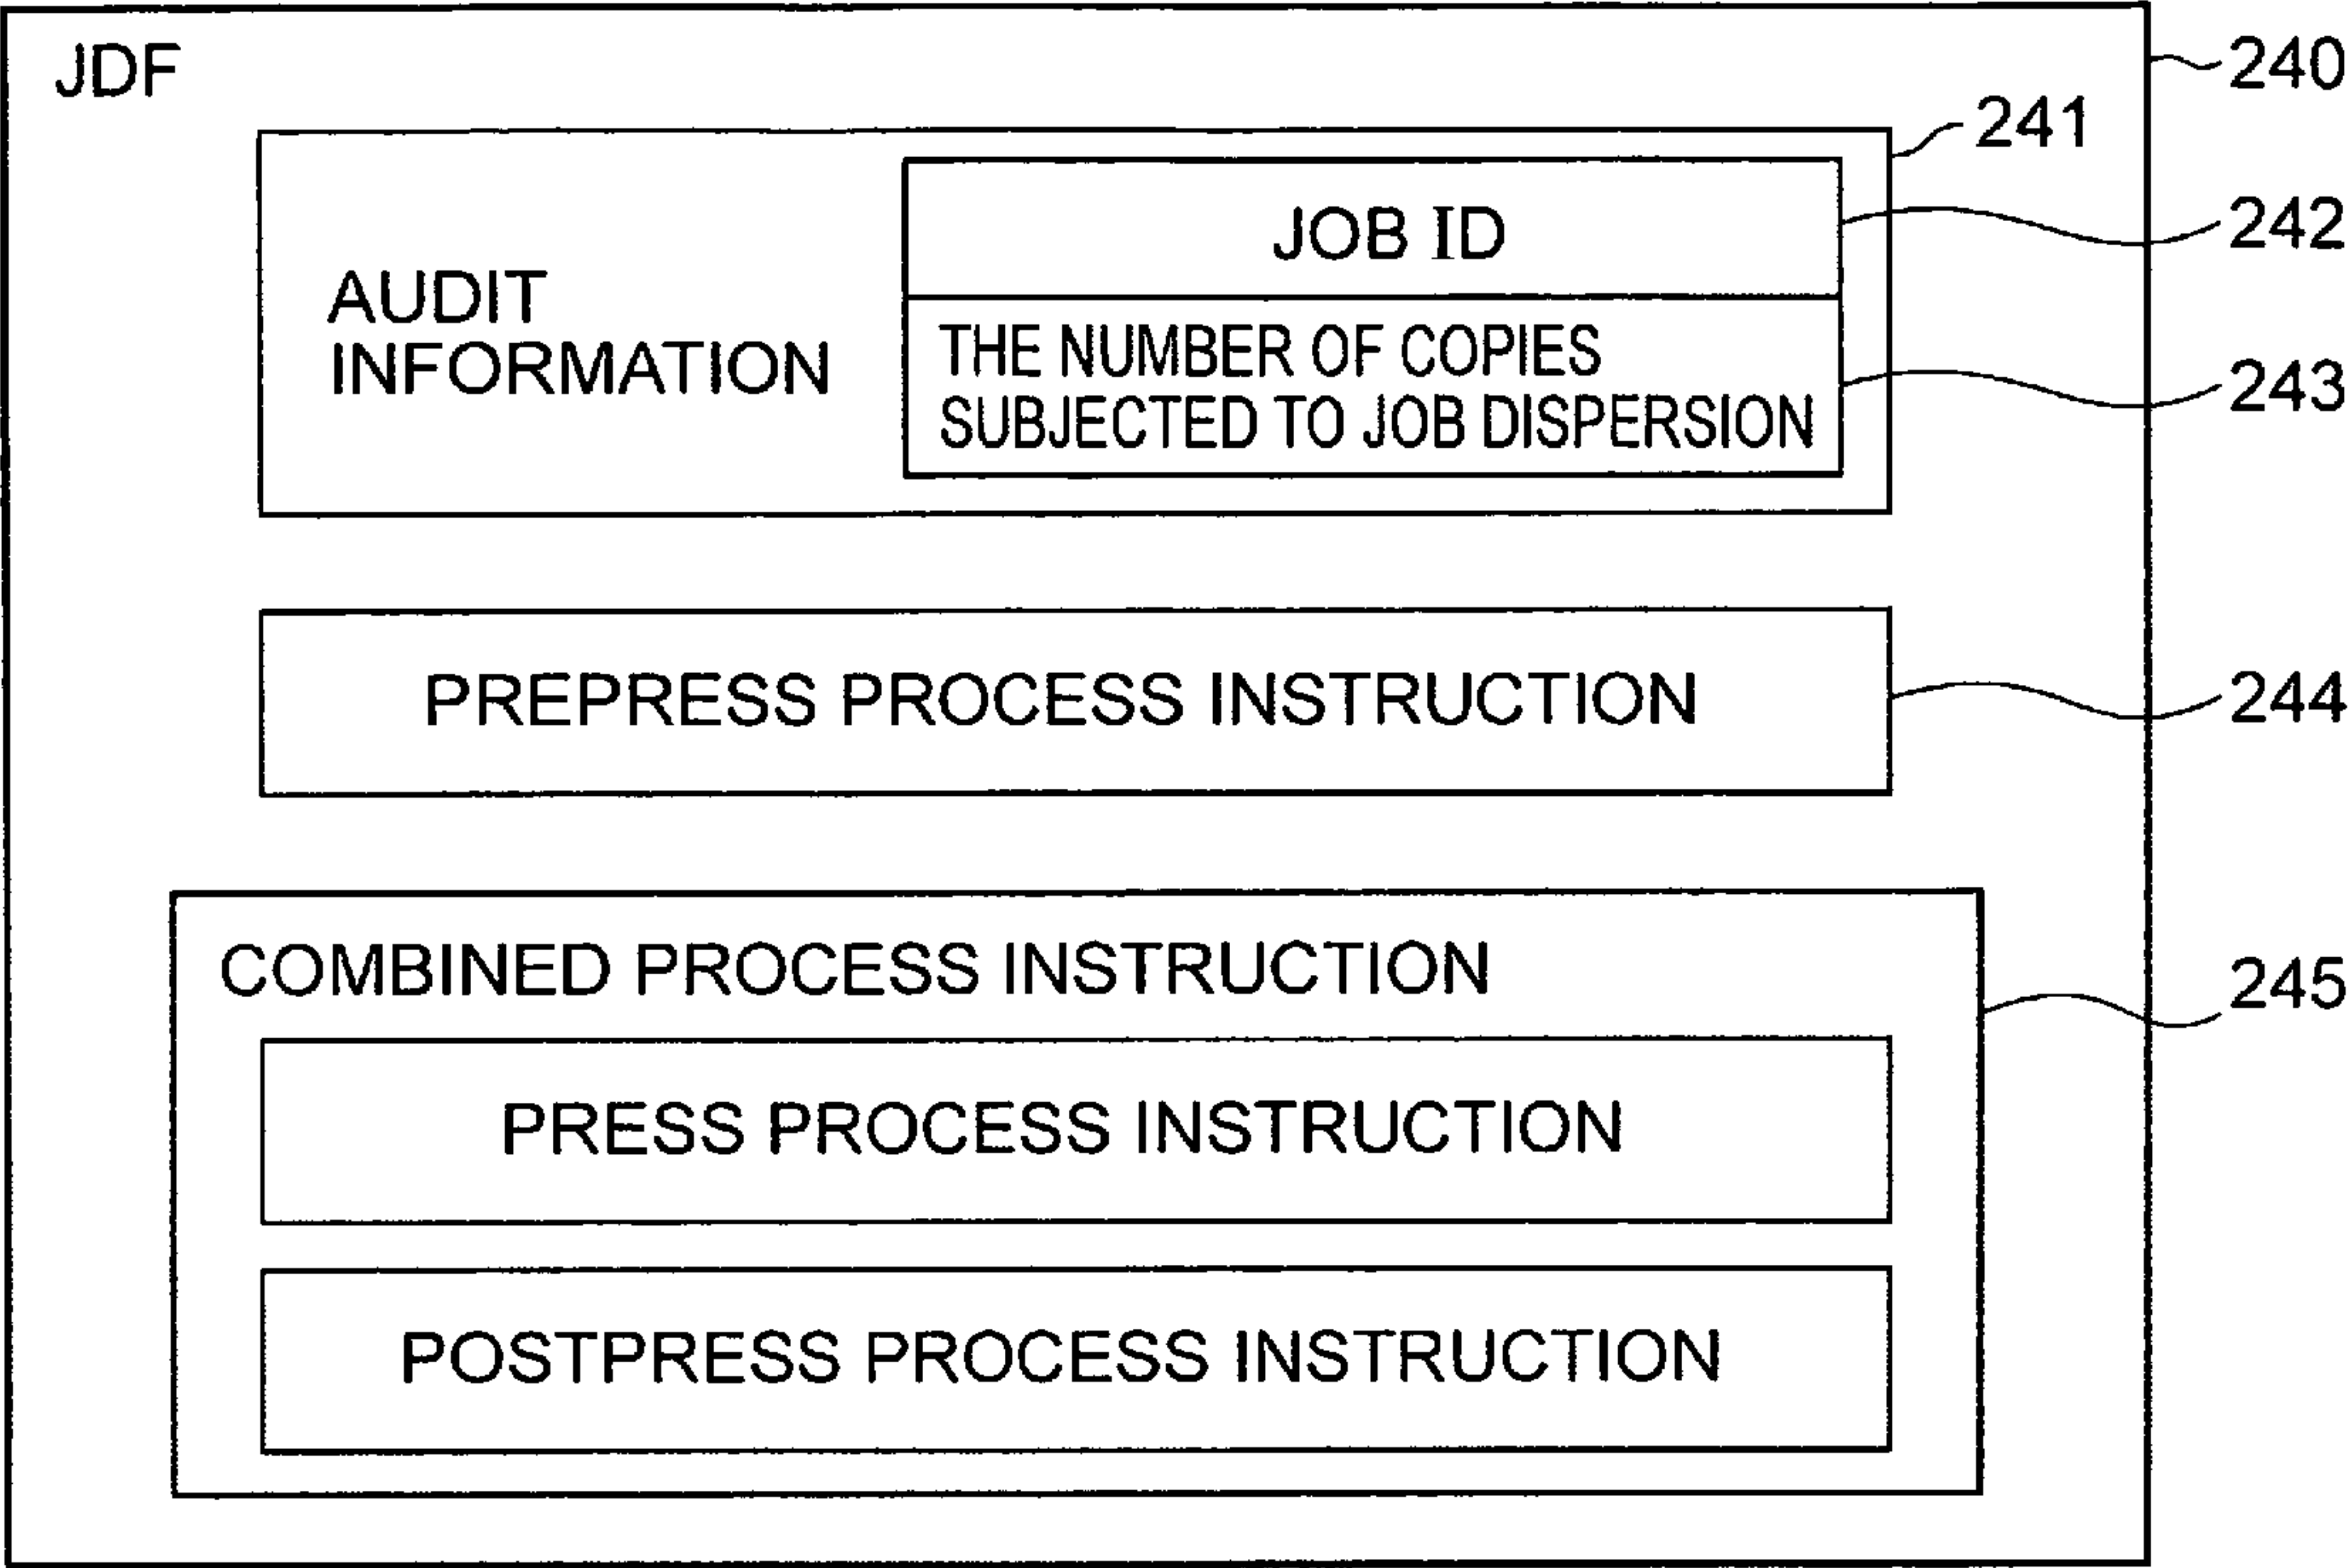 JDF
240
241
JOB ID
242
AUDIT
INFORMATION
THE NUMBER OF COPIES
SUBJECTED TO JOB DISPERSION
243
PREPRESS PROCESS INSTRUCTION
244
COMBINED PROCESS INSTRUCTION
245
PRESS PROCESS INSTRUCTION
POSTPRESS PROCESS INSTRUCTION